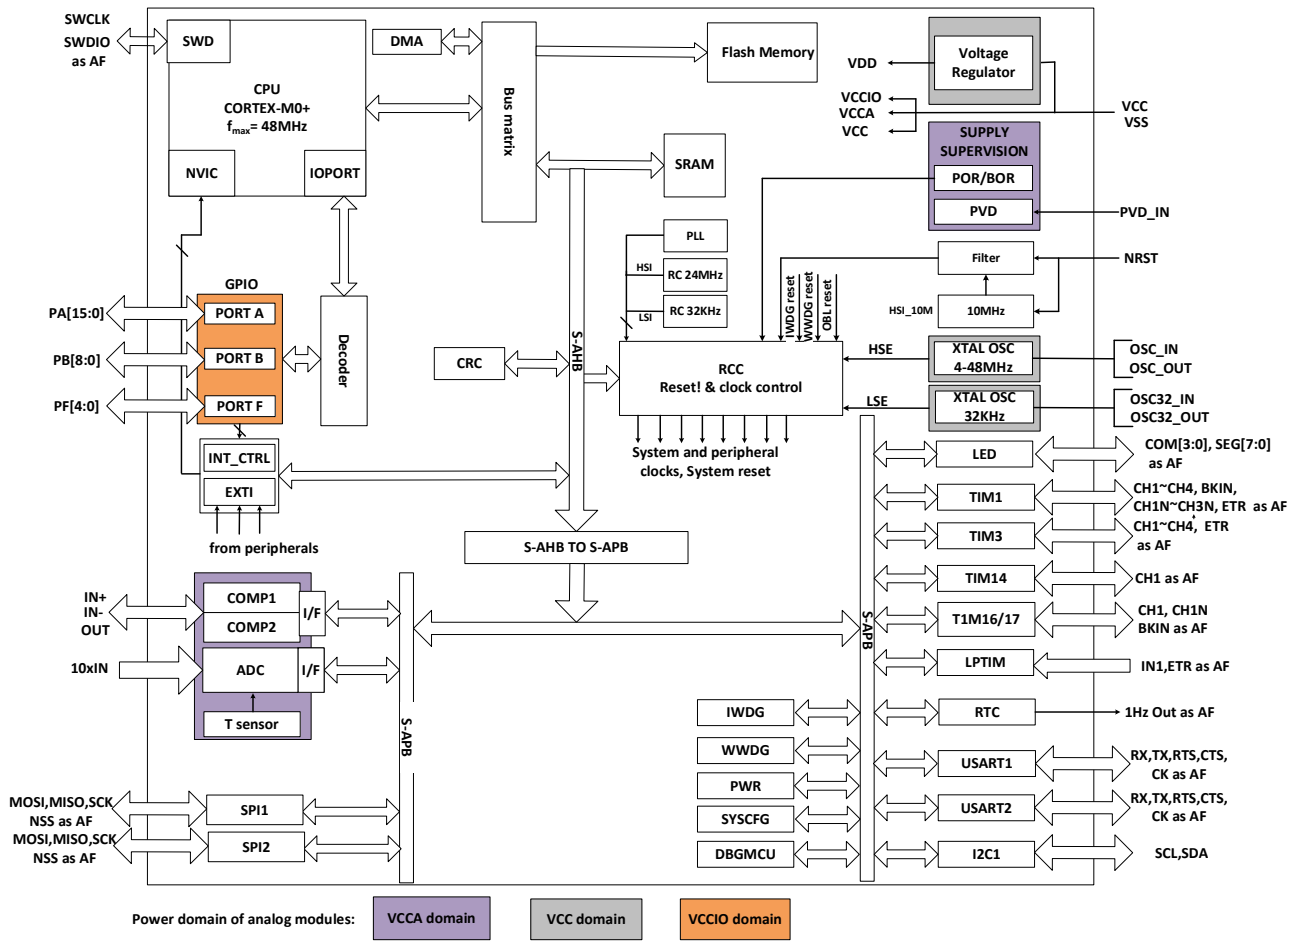 SWCLK
SWDIO
as AF
SWD
CPU
CORTEX-M0+
fmax= 48MHz
NVIC
IOPORT
DMA
Bus matrix
Flash Memory
SRAM
Voltage
Regulator
VDD
VCCIO
VCCA
VCC
VCC
VSS
SUPPLY
SUPERVISION
POR/BOR
PVD
PVD_IN
PLL
HSI
RC 24MHz
LSI
RC 32KHz
Filter
NRST
HSI_10M
10MHz
IWDG reset
WWDG reset
OBL reset
GPIO
PA[15:0]
PORT A
PB[8:0]
PORT B
PF[4:0]
PORT F
Decoder
CRC
S-AHB
RCC
Reset! & clock control
HSE
XTAL OSC
4-48MHz
OSC_IN
OSC_OUT
LSE
XTAL OSC
32KHz
OSC32_IN
OSC32_OUT
System and peripheral
clocks, System reset
INT_CTRL
EXTI
from peripherals
S-AHB TO S-APB
LED
COM[3:0], SEG[7:0]
as AF
TIM1
CH1~CH4, BKIN,
CH1N~CH3N, ETR as AF
TIM3
CH1~CH4, ETR
as AF
TIM14
CH1 as AF
T1M16/17
CH1, CH1N
BKIN as AF
LPTIM
IN1,ETR as AF
RTC
1Hz Out as AF
USART1
RX,TX,RTS,CTS,
CK as AF
USART2
RX,TX,RTS,CTS,
CK as AF
I2C1
SCL,SDA
S-APB
IN+
IN-
OUT
COMP1
COMP2
I/F
10xIN
ADC
I/F
T sensor
S-APB
IWDG
WWDG
PWR
SYSCFG
DBGMCU
MOSI,MISO,SCK
NSS as AF
SPI1
MOSI,MISO,SCK
NSS as AF
SPI2
Power domain of analog modules:
VCCA domain
VCC domain
VCCIO domain